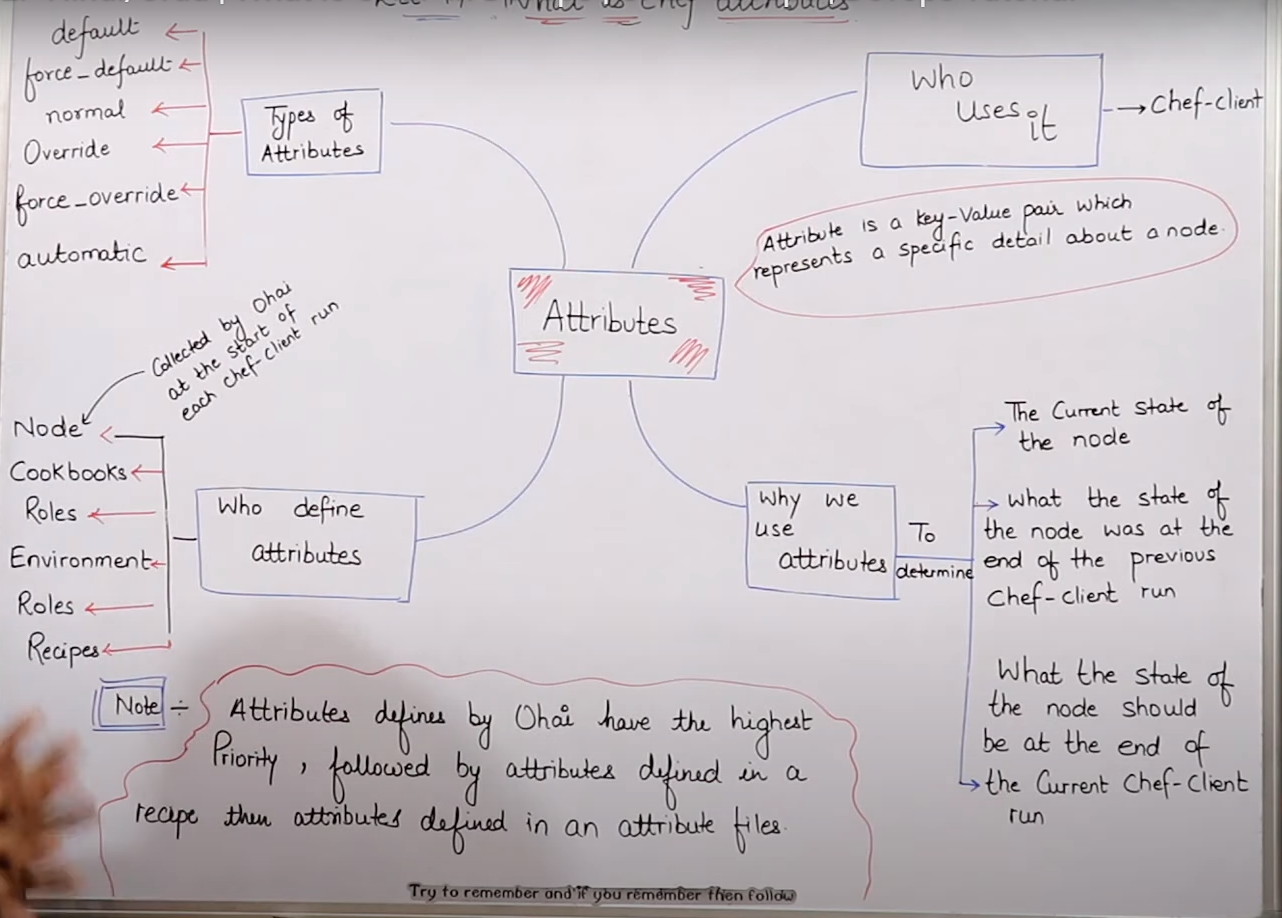 What is Chef attributes
default
force_default
normal
Override
force_override
automatic
Types of
Attributes
Who
Uses it
→ Chef-client
Attribute is a key-Value pair which
represents a specific detail about a node.
Attributes
Collected by Ohai
at the start of
each chef-client run
Node
Cookbooks
Roles
Environment
Roles
Recipes
Who define
attributes
Why we
use
attributes
To
determine
The Current state of
the node
what the state of
the node was at the
end of the previous
Chef-client run
What the state of
the node should
be at the end of
the Current Chef-Client
run
Note ÷
Attributes defines by Ohai have the highest
Priority, followed by attributes defined in a
recipe then attributes defined in an attribute files.
Try to remember and if you remember then follow